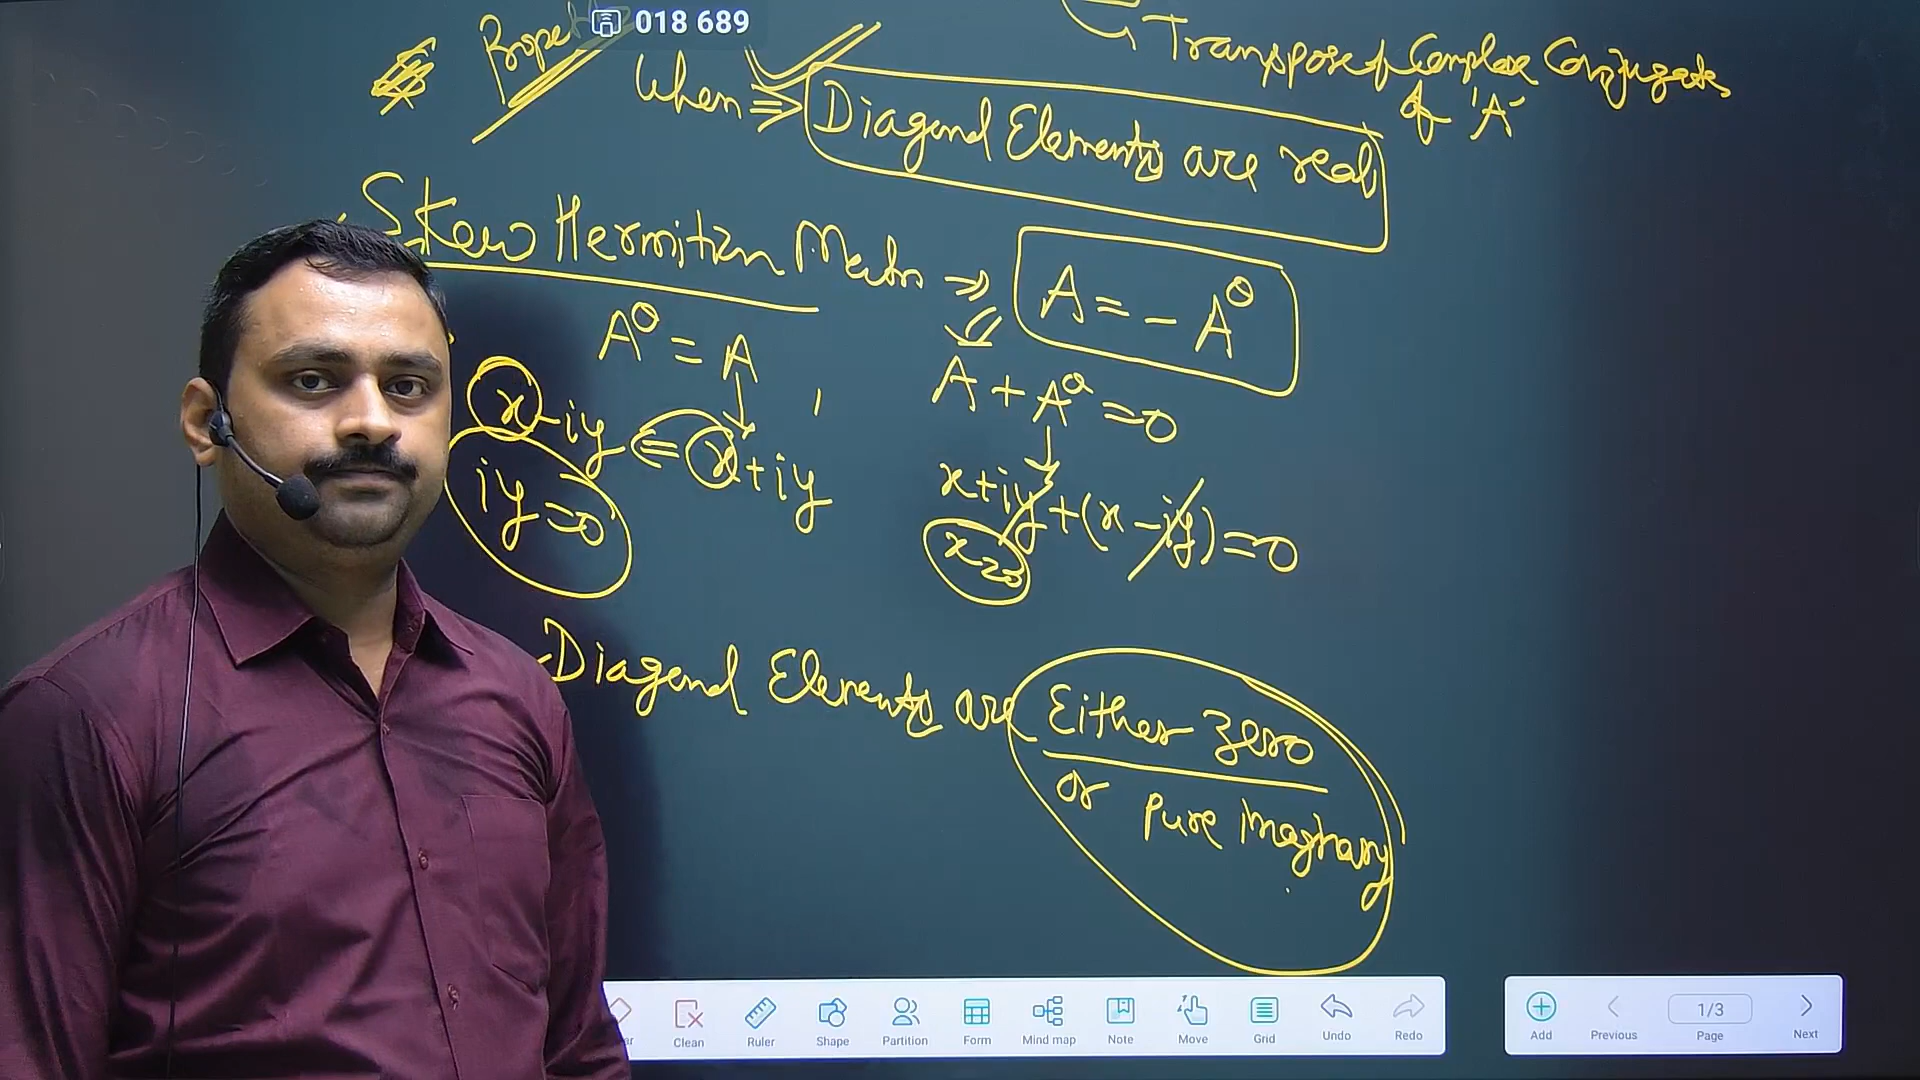 018 689
Transpose of Complex Conjugate
of 'A'
When ⇒ Diagonal Elements are real
Skew Hermitian Matrix ⇒ A = - A^θ
A^θ = A
A + A^θ = 0
x - iy = x + iy
x + iy + (x - iy) = 0
iy = 0
x=0
Diagonal Elements are Either zero
or Pure imaginary
Clean
Ruler
Shape
Partition
Form
Mind map
Note
Move
Grid
Undo
Redo
Add
Previous
1/3
Page
Next